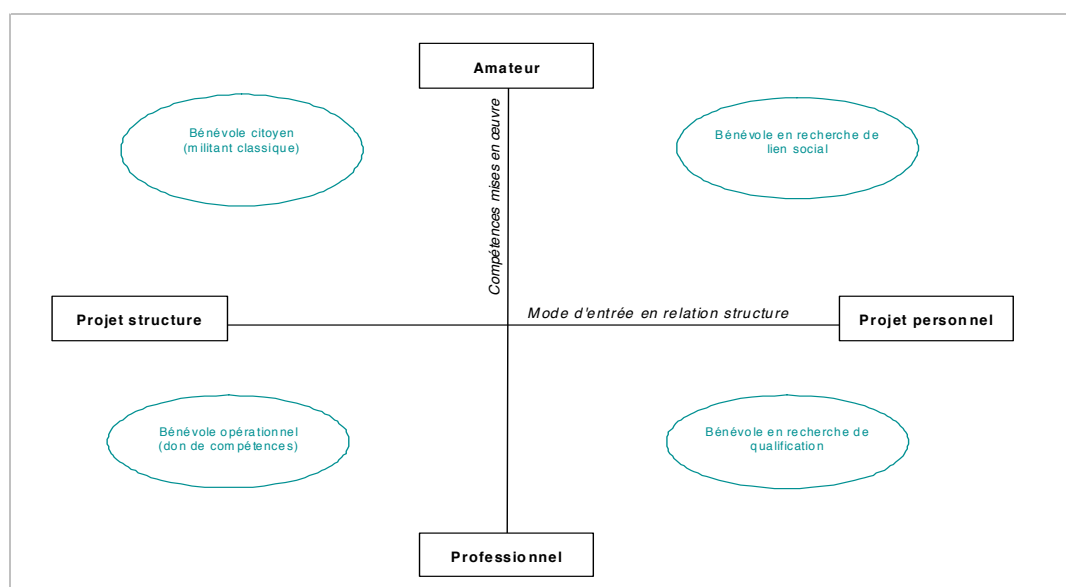 Amateur
Bénévole citoyen
(militant classique)
Bénévole en recherche de
lien social
Compétences mises en œuvre
Projet structure
Mode d'entrée en relation structure
Projet personnel
Bénévole opérationnel
(don de compétences)
Bénévole en recherche de
qualification
Professionnel